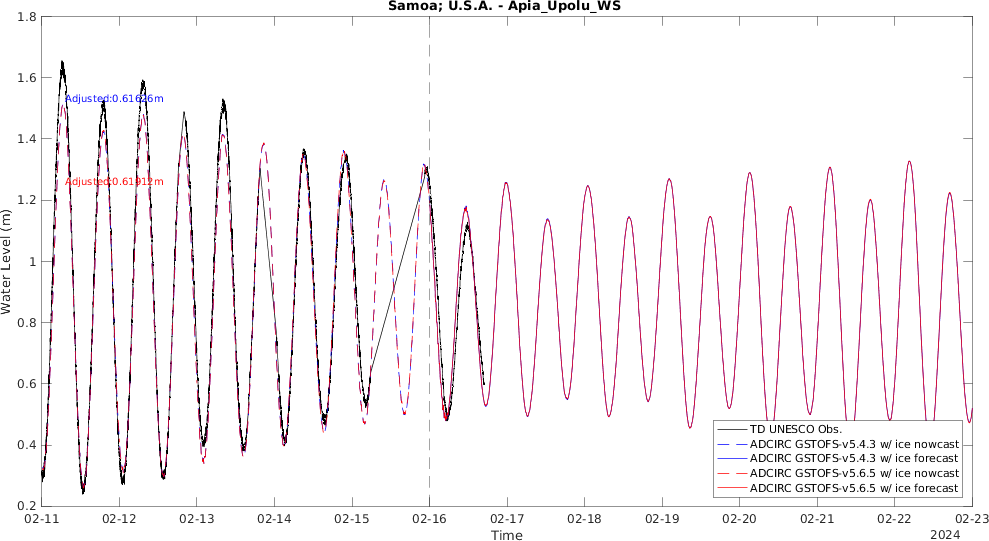 Samoa; U.S.A. - Apia_Upolu_WS
Water Level (m)
1.8
1.6
1.4
1.2
1
0.8
0.6
0.4
0.2
Adjusted:0.61626m
Adjusted:0.61912m
TD UNESCO Obs.
ADCIRC GSTOFS-v5.4.3 w/ ice nowcast
ADCIRC GSTOFS-v5.4.3 w/ ice forecast
ADCIRC GSTOFS-v5.6.5 w/ ice nowcast
ADCIRC GSTOFS-v5.6.5 w/ ice forecast
02-11 02-12 02-13 02-14 02-15 02-16 02-17 02-18 02-19 02-20 02-21 02-22 02-23
Time
2024